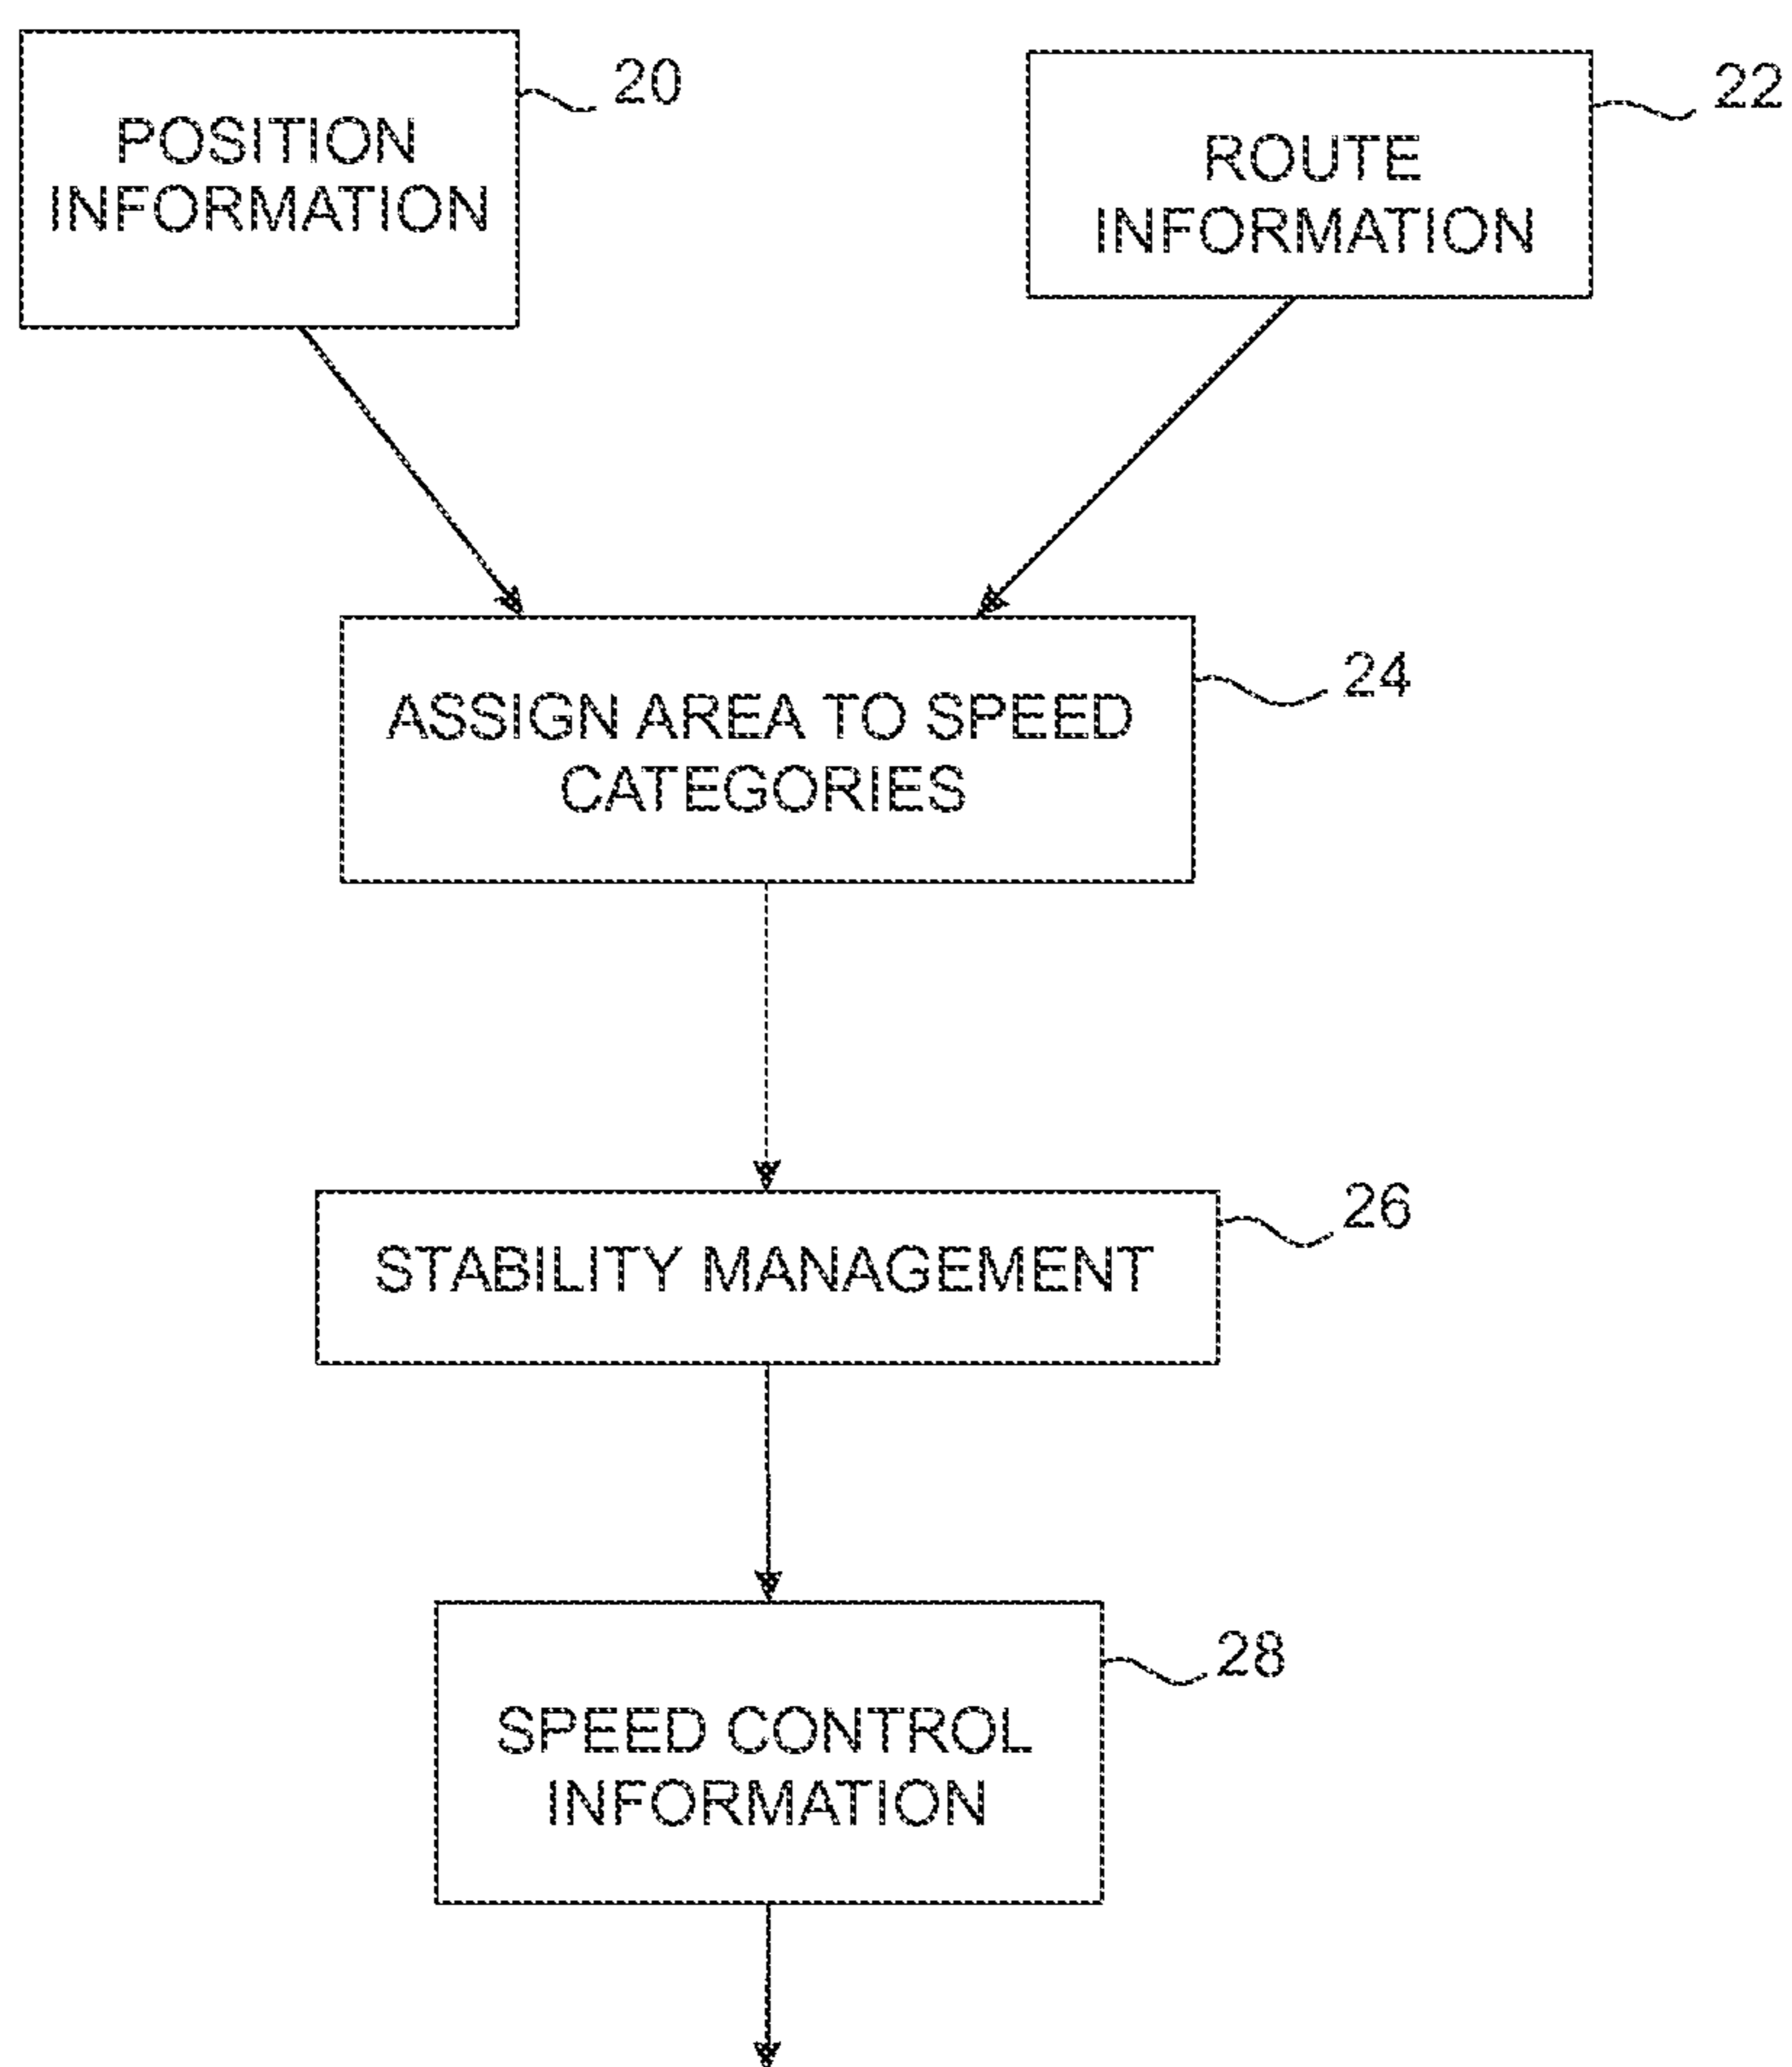 POSITION
INFORMATION
20
ROUTE
INFORMATION
22
ASSIGN AREA TO SPEED
CATEGORIES
24
STABILITY MANAGEMENT
26
SPEED CONTROL
INFORMATION
28